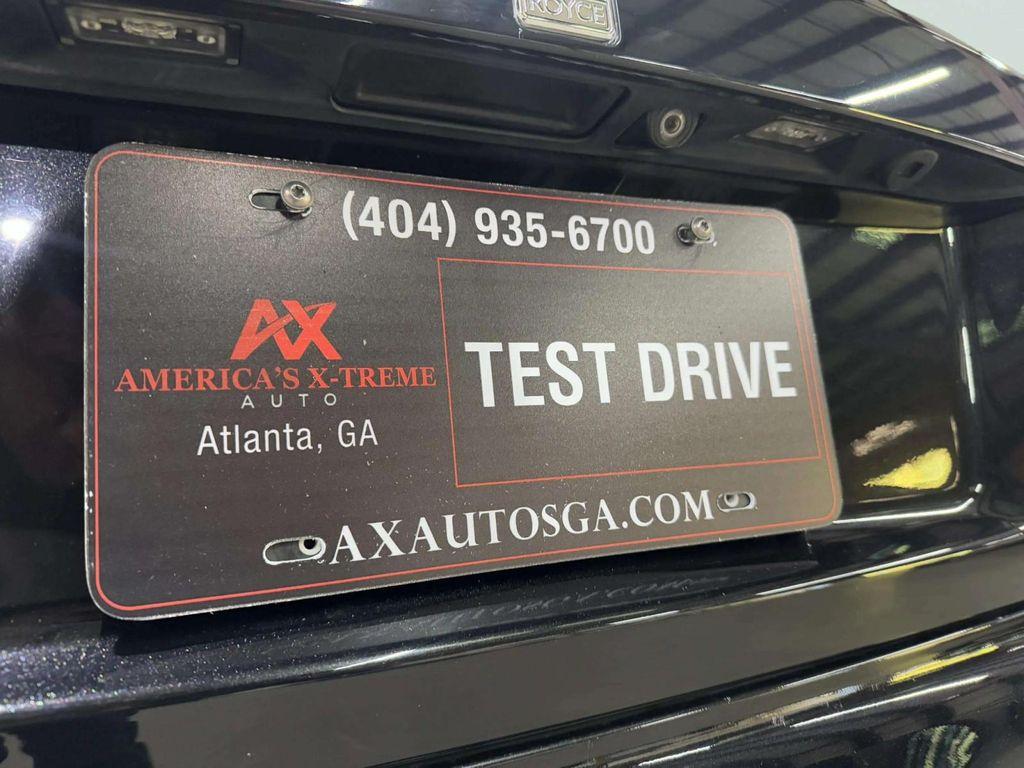 ROYCE
(404) 935-6700
AX
AMERICA'S X-TREME
AUTO
Atlanta, GA
TEST DRIVE
AXAUTOSGA.COM